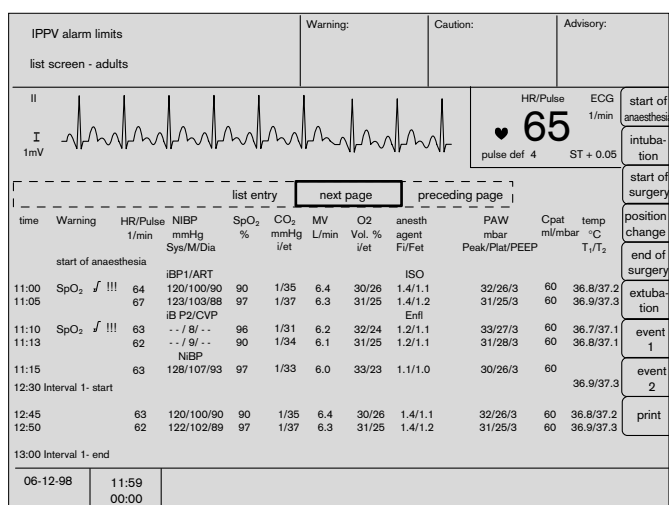 IPPV alarm limits
list screen - adults
Warning:
Caution:
Advisory:
II
I
1mV
HR/Pulse
ECG
1/min
65
pulse def 4
ST + 0.05
start of
anaesthesia
intuba-
tion
start of
surgery
position
change
end of
surgery
extuba-
tion
event
1
event
2
print
list entry next page preceding page
time Warning HR/Pulse NIBP SpO₂ CO₂ MV O2 anesth PAW Cpat temp
1/min mmHg % mmHg L/min Vol. % agent mbar ml/mbar °C
Sys/M/Dia i/et i/et Fi/Fet Peak/Plat/PEEP T₁/T₂
start of anaesthesia
iBP1/ART ISO
11:00 SpO₂ !!! 64 120/100/90 90 1/35 6.4 30/26 1.4/1.1 32/26/3 60 36.8/37.2
11:05 67 123/103/88 97 1/37 6.3 31/25 1.4/1.2 31/25/3 60 36.9/37.3
iB P2/CVP Enfl
11:10 SpO₂ !!! 63 - - / 8/ - - 96 1/31 6.2 32/24 1.2/1.1 33/27/3 60 36.7/37.1
11:13 62 - - / 9/ - - 90 1/34 6.1 31/25 1.2/1.1 31/28/3 60 36.8/37.1
NiBP
11:15 63 128/107/93 97 1/33 6.0 33/23 1.1/1.0 30/26/3 60
36.9/37.3
12:30 Interval 1- start
12:45 63 120/100/90 90 1/35 6.4 30/26 1.4/1.1 32/26/3 60 36.8/37.2
12:50 62 122/102/89 97 1/37 6.3 31/25 1.4/1.2 31/25/3 60 36.9/37.3
13:00 Interval 1- end
06-12-98
11:59
00:00